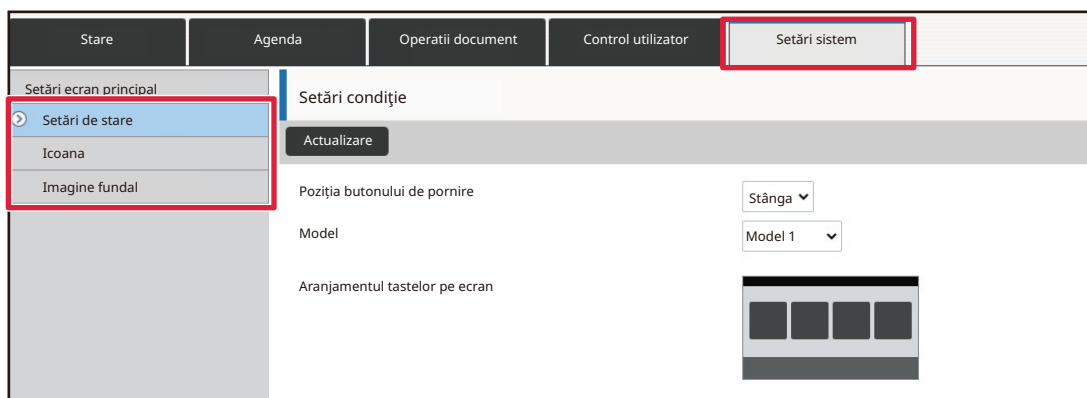 Stare
Agenda
Operatii document
Control utilizator
Setări sistem
Setări ecran principal
Setări de stare
Icoana
Imagine fundal
Setări condiţie
Actualizare
Poziția butonului de pornire
Stânga
Model
Model 1
Aranjamentul tastelor pe ecran